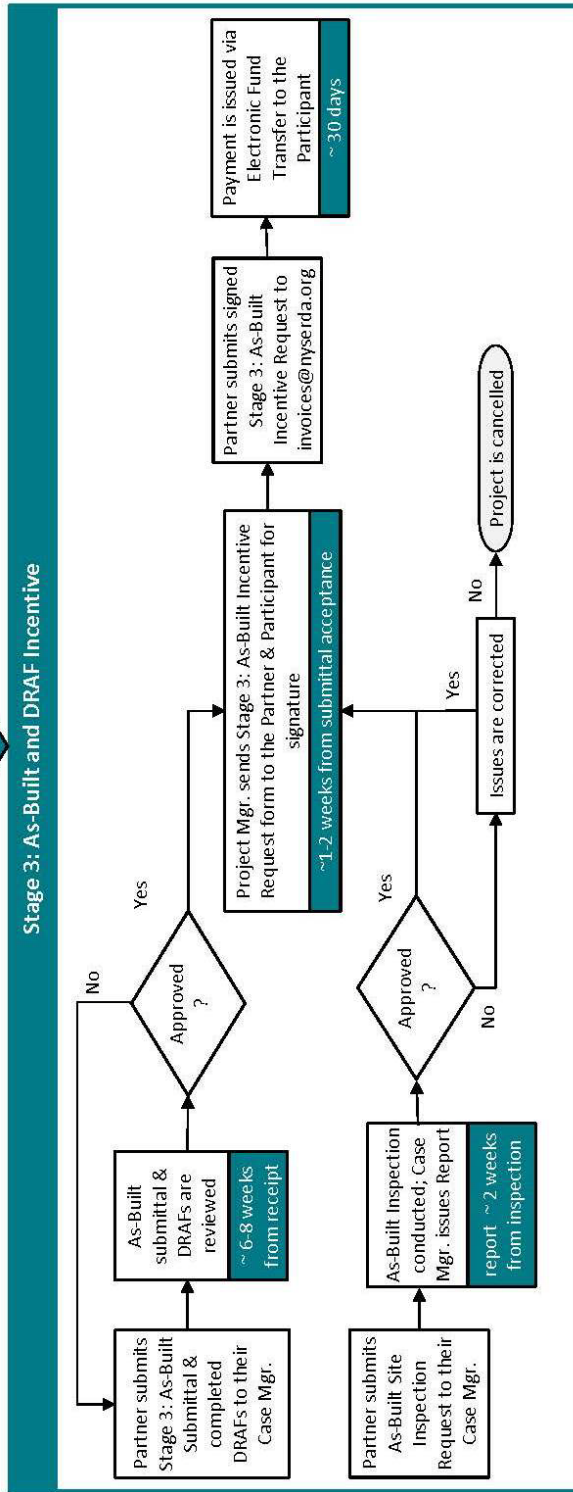 Stage 3: As-Built and DRAF Incentive
Partner submits
Stage 3: As-Built
Submittal &
completed
DRAFs to their
Case Mgr.
As-Built
submittal &
DRAFs are
reviewed
~ 6-8 weeks
from receipt
Approved
?
No
Yes
Partner submits
As-Built Site
Inspection
Request to their
Case Mgr.
As-Built Inspection
conducted; Case
Mgr. issues Report
report ~ 2 weeks
from inspection
Approved
?
Yes
No
Issues are corrected
Yes
No
Project is cancelled
Project Mgr. sends Stage 3: As-Built Incentive
Request form to the Partner & Participant for
signature
~1-2 weeks from submittal acceptance
Partner submits signed
Stage 3: As-Built
Incentive Request to
invoices@nyserda.org
Payment is issued via
Electronic Fund
Transfer to the
Participant
~ 30 days